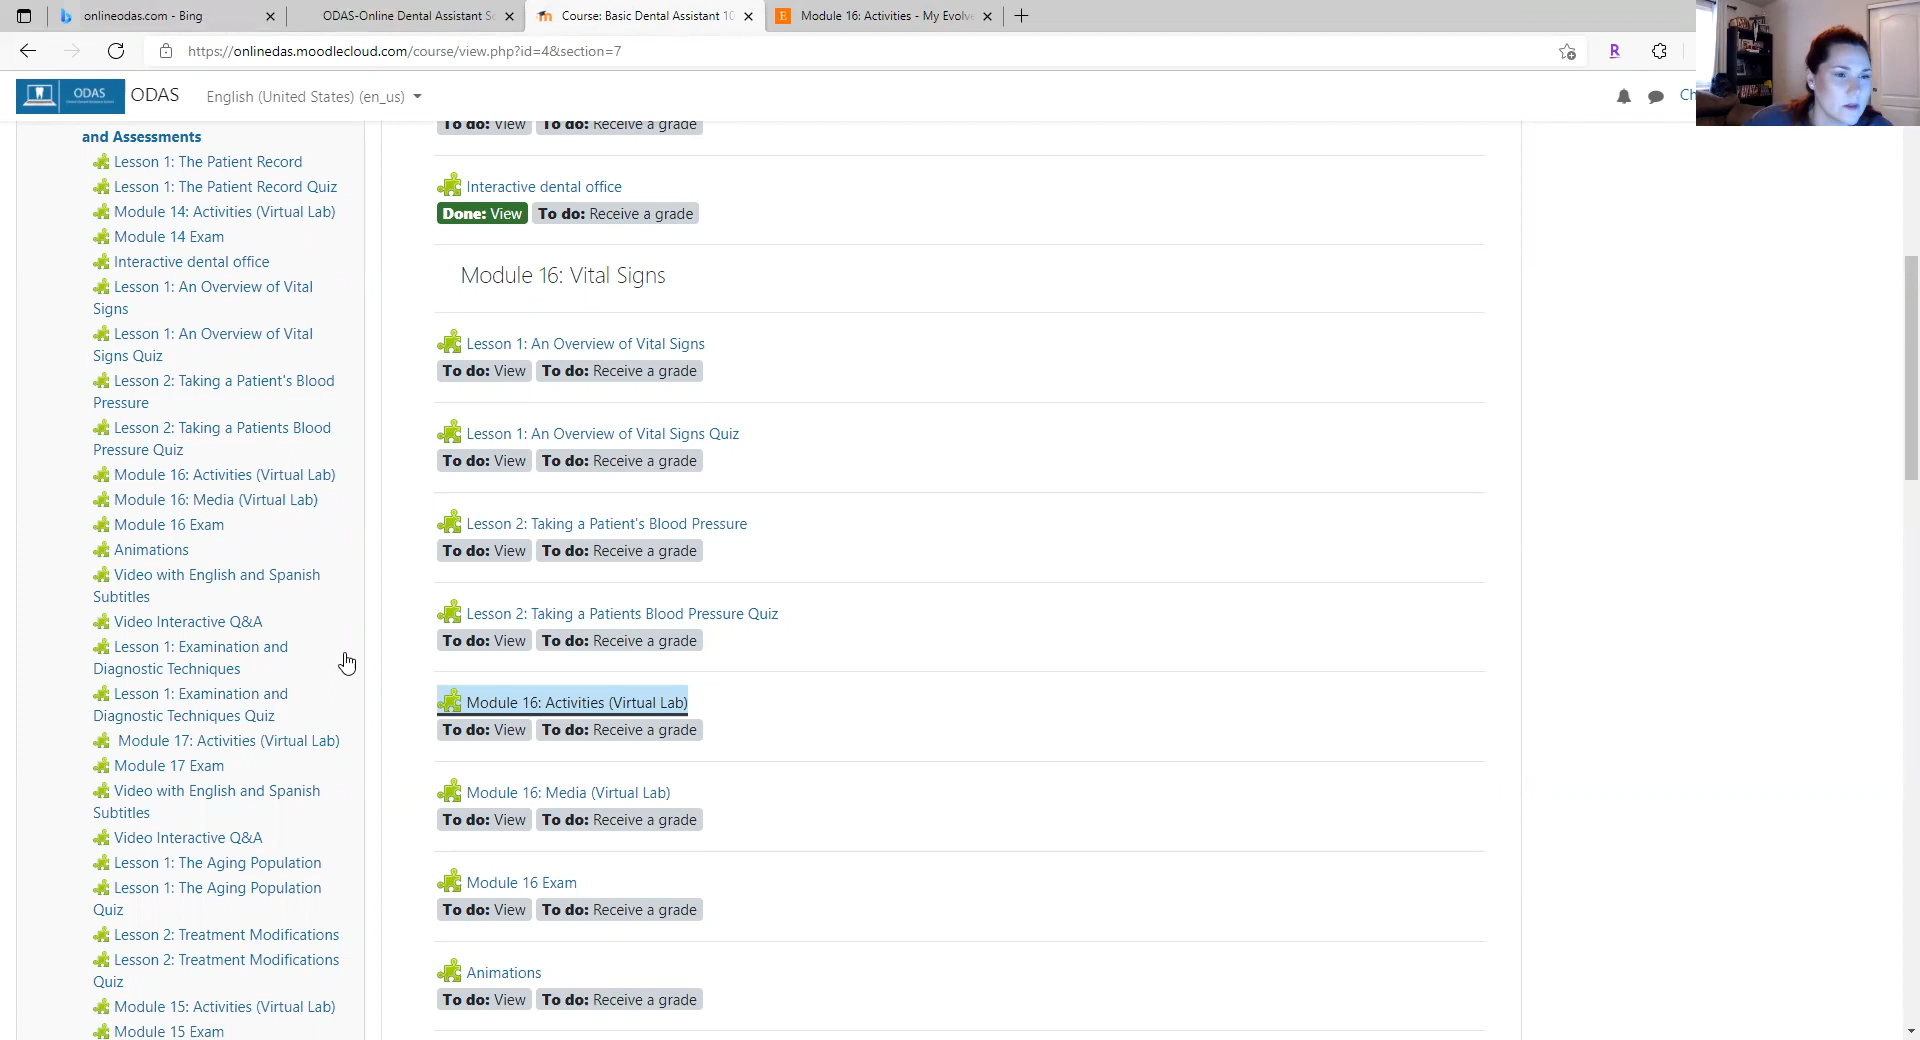 onlineodas.com - Bing
ODAS-Online Dental Assistant Sc
Course: Basic Dental Assistant 10
Module 16: Activities - My Evolve
https://onlinedas.moodlecloud.com/course/view.php?id=4&section=7
R
ODAS
ODAS
English (United States) (en_us)
Ch
and Assessments
Lesson 1: The Patient Record
Lesson 1: The Patient Record Quiz
Module 14: Activities (Virtual Lab)
Module 14 Exam
Interactive dental office
Lesson 1: An Overview of Vital
Signs
Lesson 1: An Overview of Vital
Signs Quiz
Lesson 2: Taking a Patient's Blood
Pressure
Lesson 2: Taking a Patients Blood
Pressure Quiz
Module 16: Activities (Virtual Lab)
Module 16: Media (Virtual Lab)
Module 16 Exam
Animations
Video with English and Spanish
Subtitles
Video Interactive Q&A
Lesson 1: Examination and
Diagnostic Techniques
Lesson 1: Examination and
Diagnostic Techniques Quiz
Module 17: Activities (Virtual Lab)
Module 17 Exam
Video with English and Spanish
Subtitles
Video Interactive Q&A
Lesson 1: The Aging Population
Lesson 1: The Aging Population
Quiz
Lesson 2: Treatment Modifications
Lesson 2: Treatment Modifications
Quiz
Module 15: Activities (Virtual Lab)
Module 15 Exam
To do: View To do: Receive a grade
Interactive dental office
Done: View To do: Receive a grade
Module 16: Vital Signs
Lesson 1: An Overview of Vital Signs
To do: View To do: Receive a grade
Lesson 1: An Overview of Vital Signs Quiz
To do: View To do: Receive a grade
Lesson 2: Taking a Patient's Blood Pressure
To do: View To do: Receive a grade
Lesson 2: Taking a Patients Blood Pressure Quiz
To do: View To do: Receive a grade
Module 16: Activities (Virtual Lab)
To do: View To do: Receive a grade
Module 16: Media (Virtual Lab)
To do: View To do: Receive a grade
Module 16 Exam
To do: View To do: Receive a grade
Animations
To do: View To do: Receive a grade